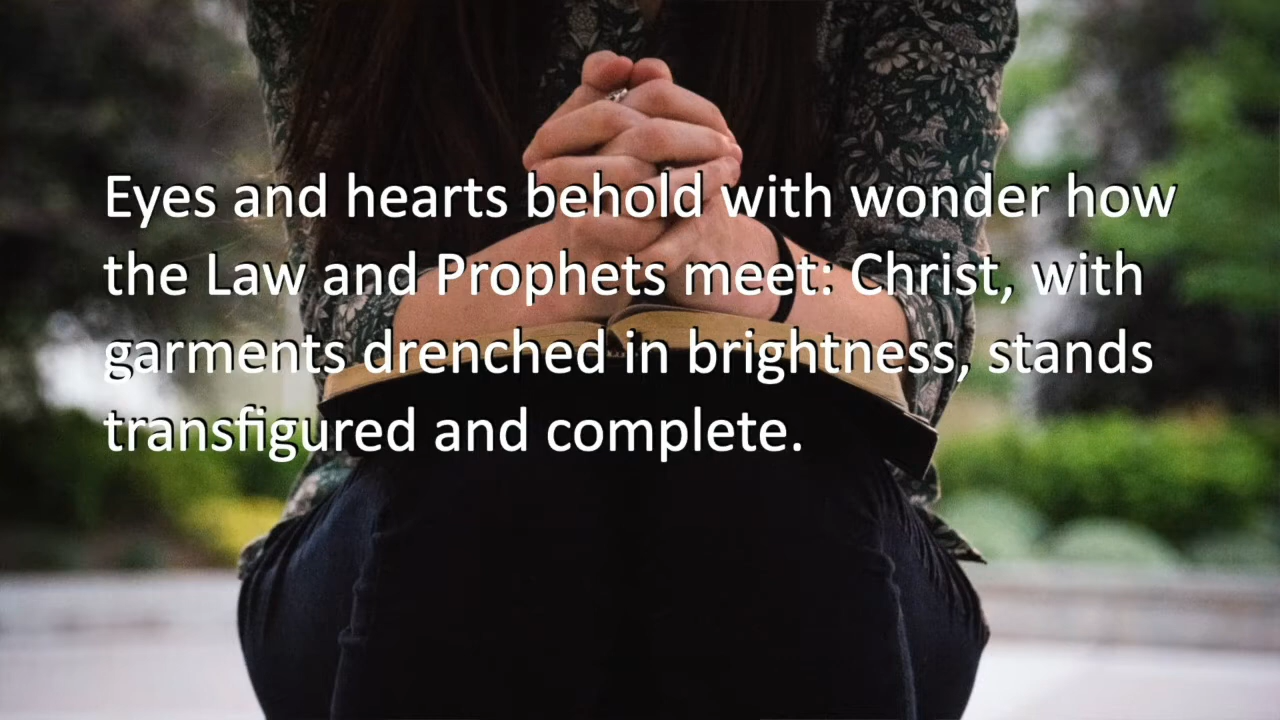 Eyes and hearts behold with wonder how
the Law and Prophets meet: Christ, with
garments drenched in brightness, stands
transfigured and complete.